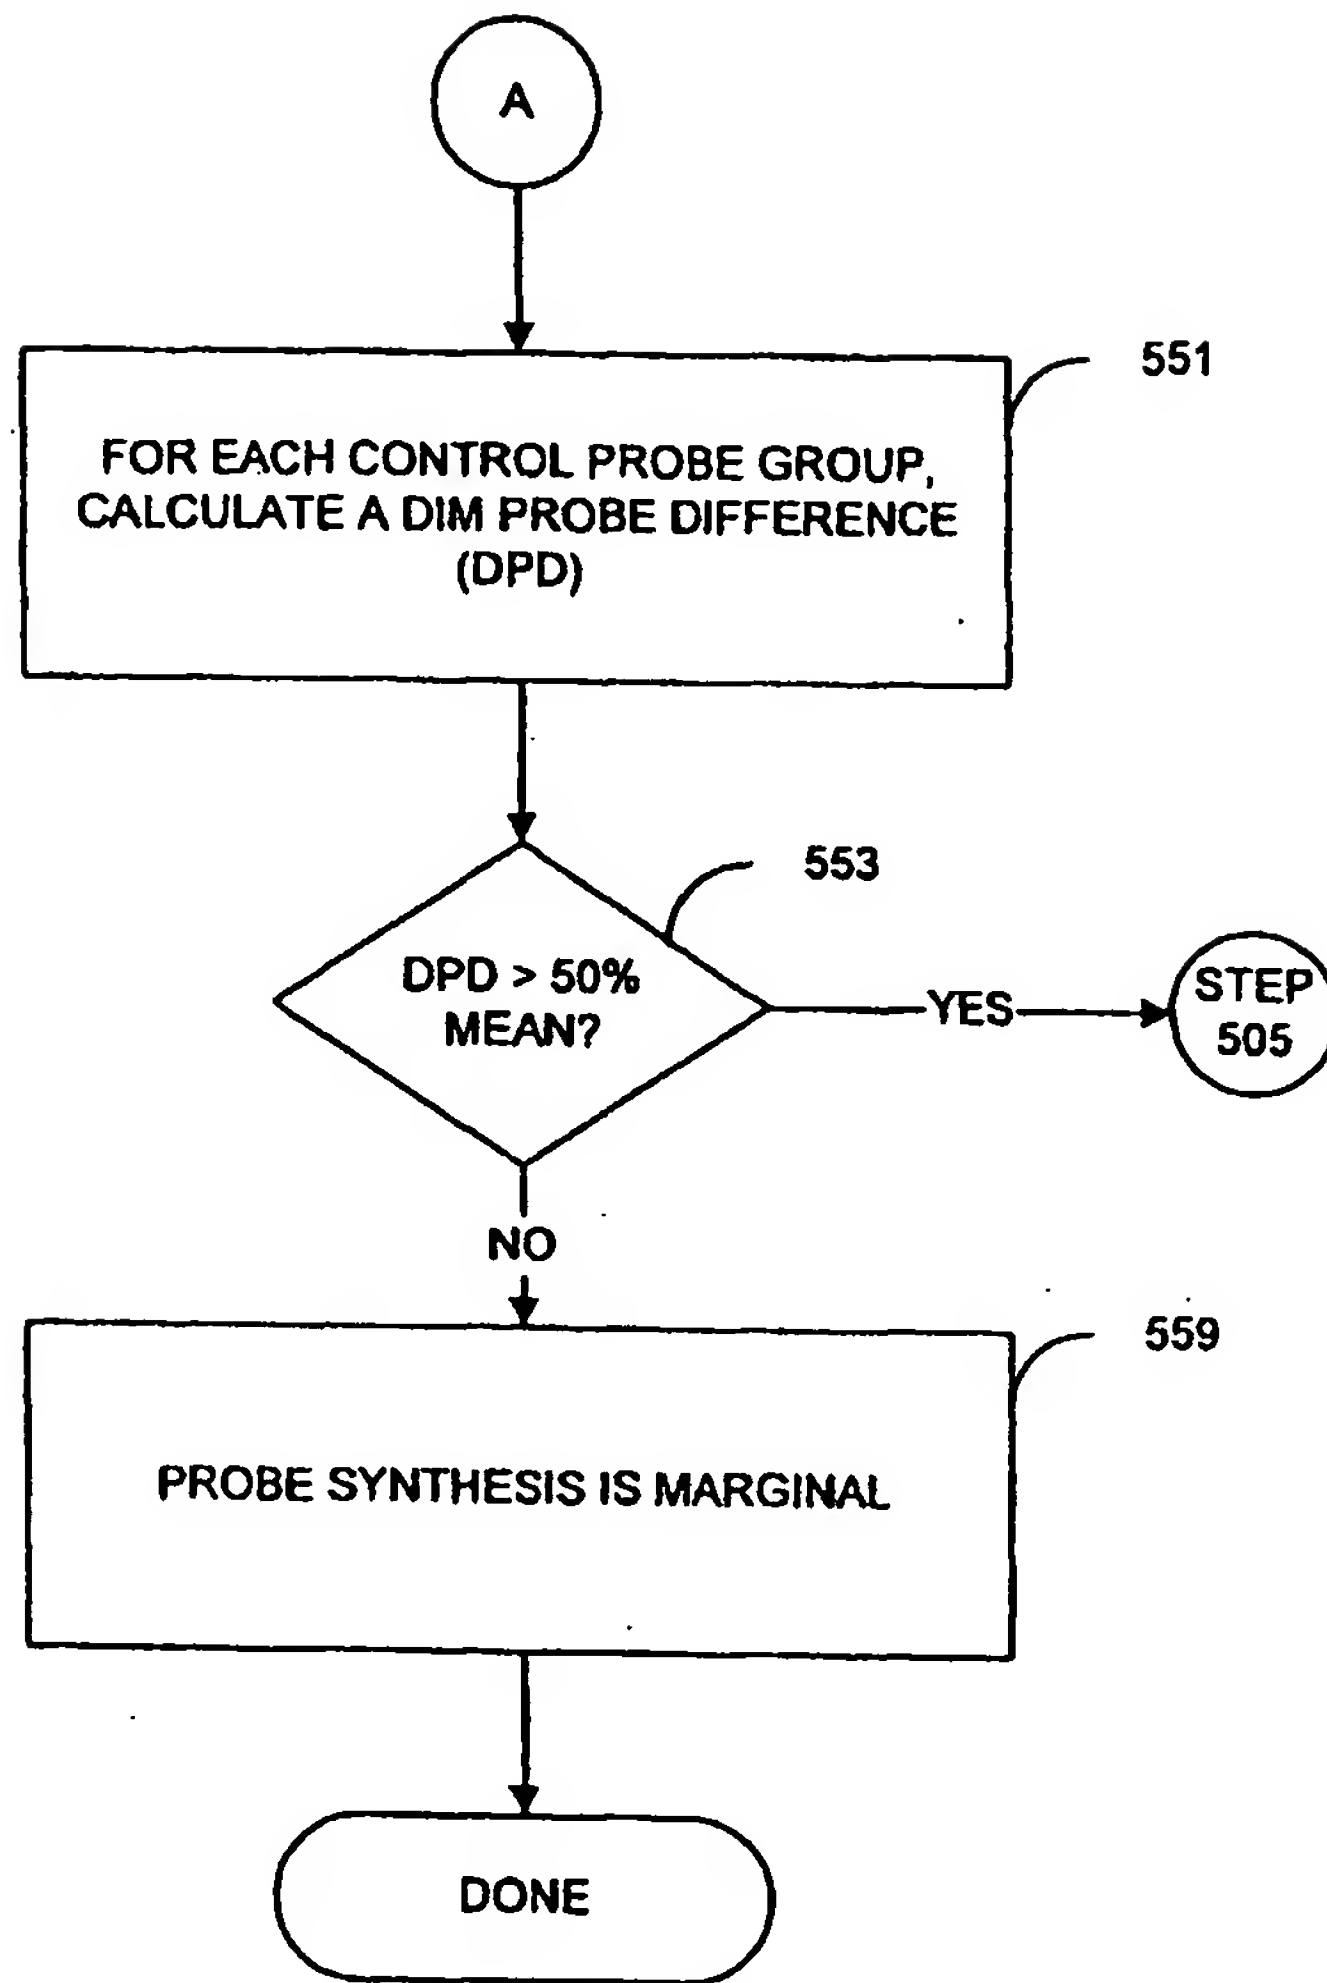 A
551
FOR EACH CONTROL PROBE GROUP,
CALCULATE A DIM PROBE DIFFERENCE
(DPD)
553
DPD > 50%
MEAN?
YES
STEP
505
NO
559
PROBE SYNTHESIS IS MARGINAL
DONE